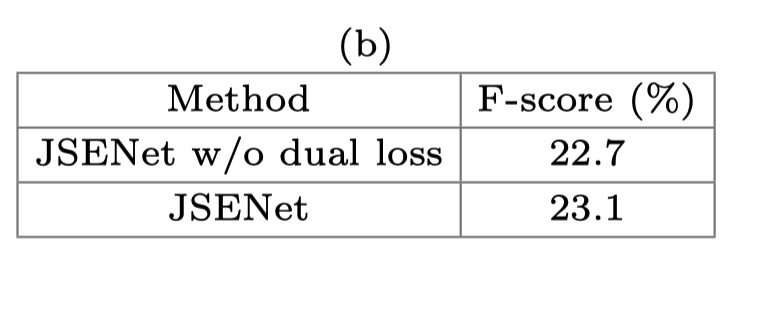 (b)
Method F-score (%)
JSENet w/o dual loss 22.7
JSENet 23.1